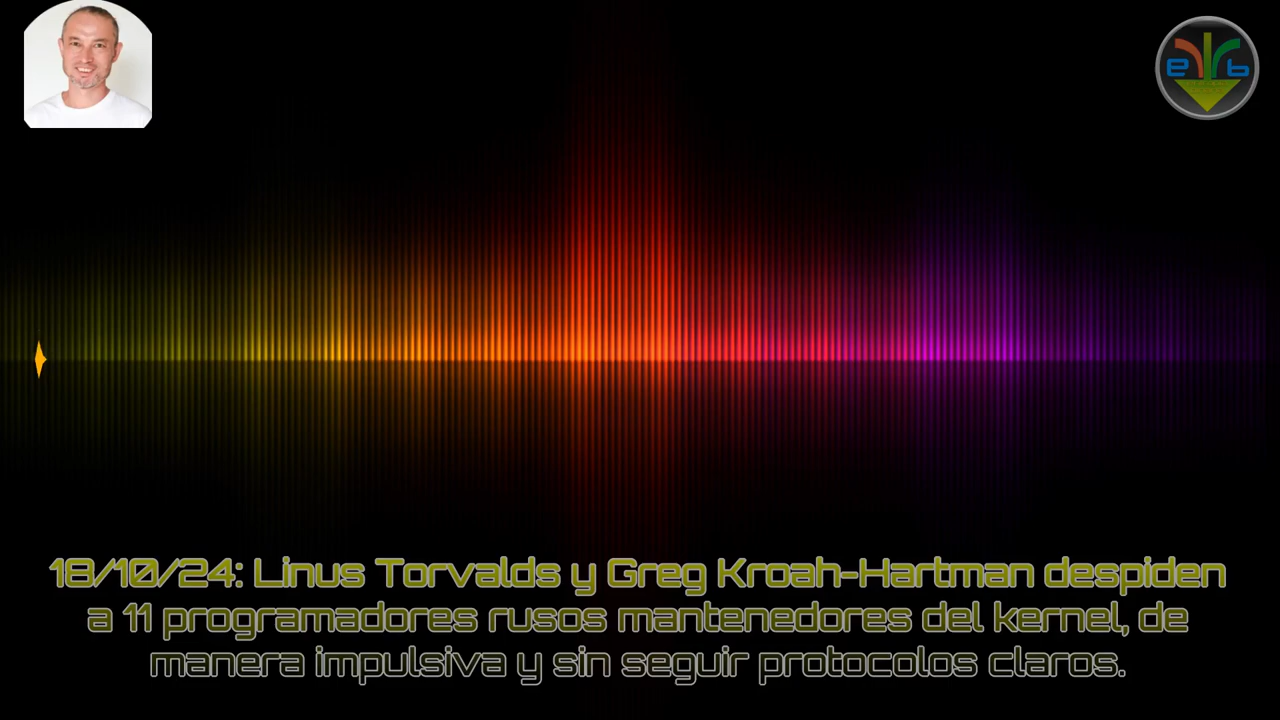 eYrb
18/10/24: Linus Torvalds y Greg Kroah-Hartman despiden
a 11 programadores rusos mantenedores del kernel, de
manera impulsiva y sin seguir protocolos claros.